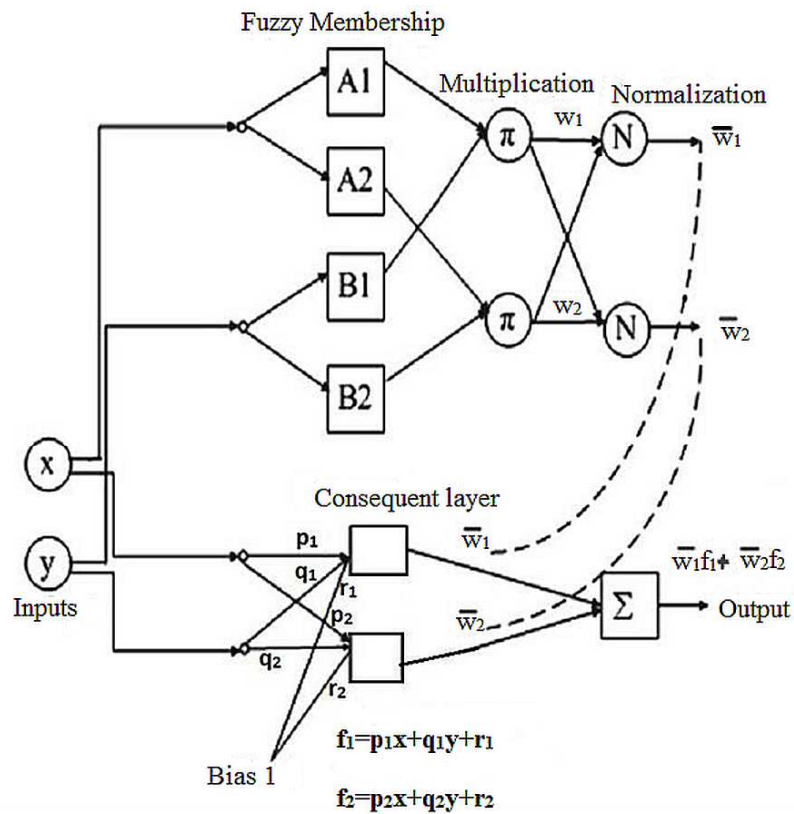 Fuzzy Membership
A1
Multiplication
Normalization
w₁
π
N
w̅₁
A2
B1
w₂
π
N
w̅₂
B2
x
Consequent layer
p₁
w̅₁
q₁
w̅₁f₁+ w̅₂f₂
y
r₁
Inputs
p₂
Σ
Output
w̅₂
q₂
r₂
f₁=p₁x+q₁y+r₁
Bias 1
f₂=p₂x+q₂y+r₂